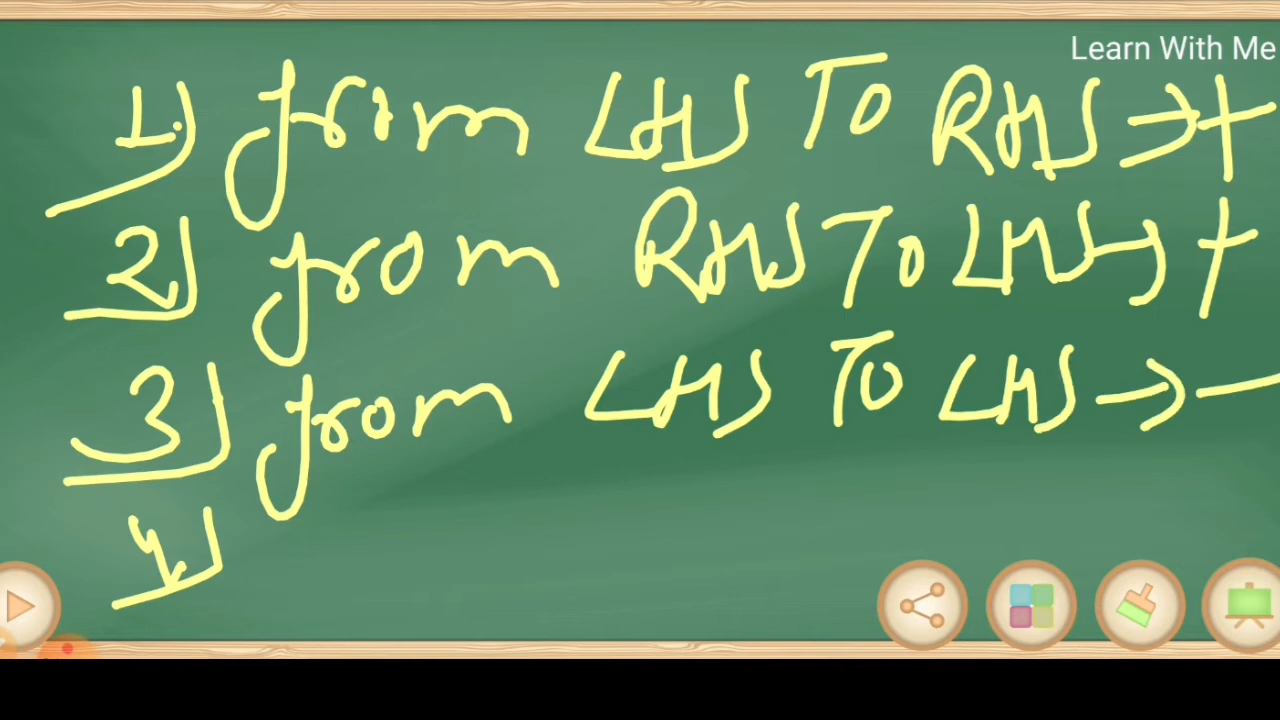 Learn With Me
1) from LHS To RHS → +
2) from RHS To LHS → +
3) from LHS To LHS → -
4)